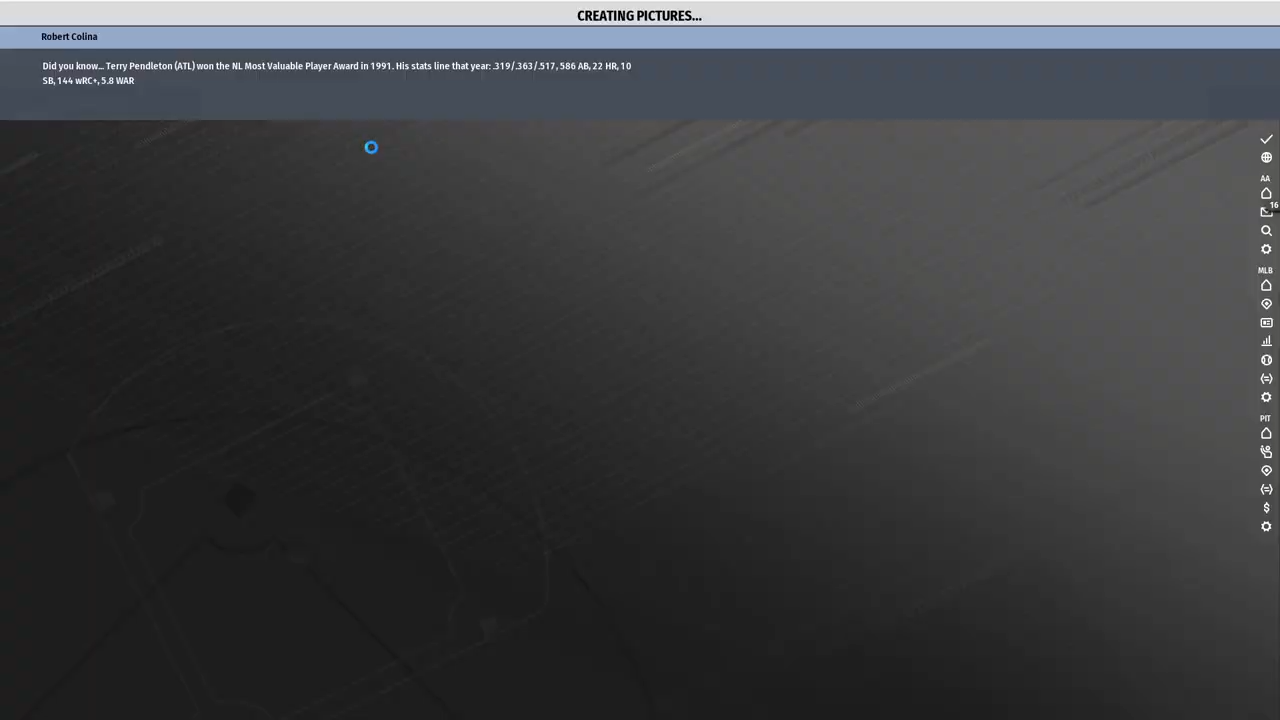 CREATING PICTURES...
Robert Colina
Did you know... Terry Pendleton (ATL) won the NL Most Valuable Player Award in 1991. His stats line that year: .319/.363/.517, 586 AB, 22 HR, 10
SB, 144 wRC+, 5.8 WAR
AA
16
MLB
PIT